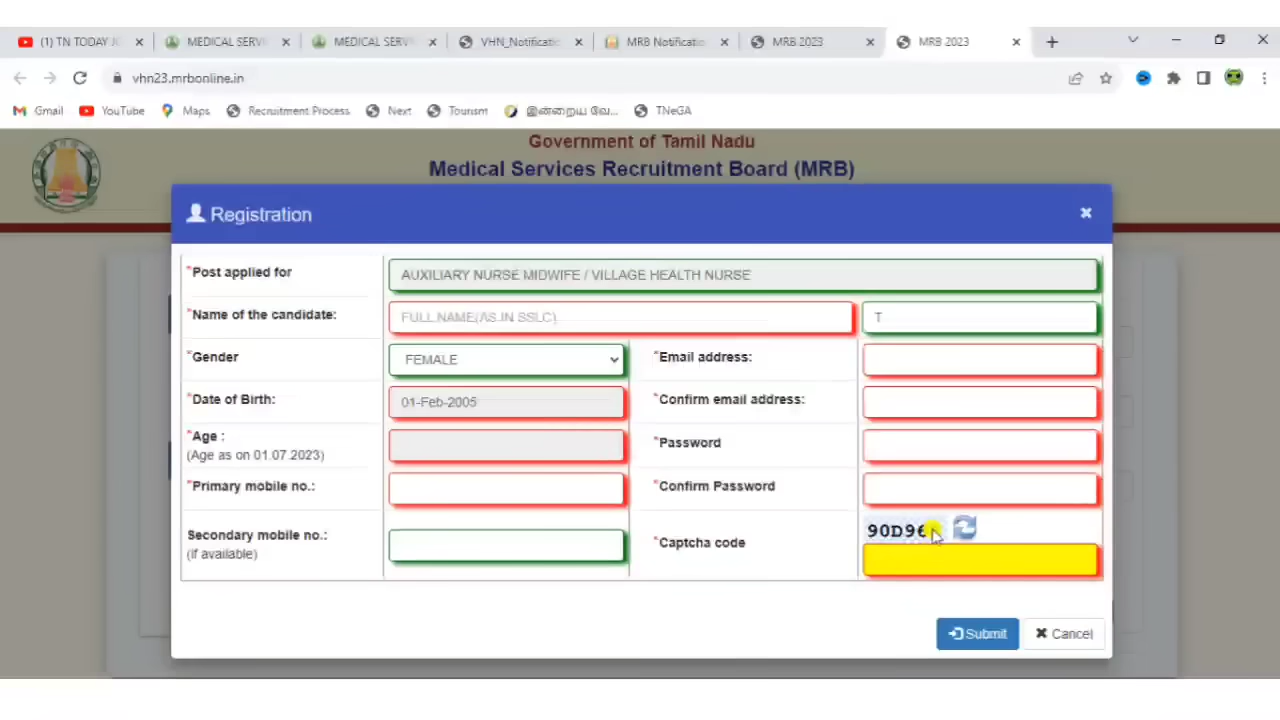 (1) TN TODAY J
MEDICAL SERVI
MEDICAL SERVI
VHN_Notificatio
MRB Notificatio
MRB 2023
MRB 2023
vhn23.mrbonline.in
Gmail
YouTube
Maps
Recruitment Process
Next
Tourism
இன்றைய வே...
TNeGA
Government of Tamil Nadu
Medical Services Recruitment Board (MRB)
Registration
*Post applied for
AUXILIARY NURSE MIDWIFE / VILLAGE HEALTH NURSE
*Name of the candidate:
FULL NAME(AS IN SSLC)
T
*Gender
FEMALE
*Email address:
*Date of Birth:
01-Feb-2005
*Confirm email address:
*Age :
(Age as on 01.07.2023)
*Password
*Primary mobile no.:
*Confirm Password
Secondary mobile no.:
(if available)
*Captcha code
90D9
Submit
Cancel